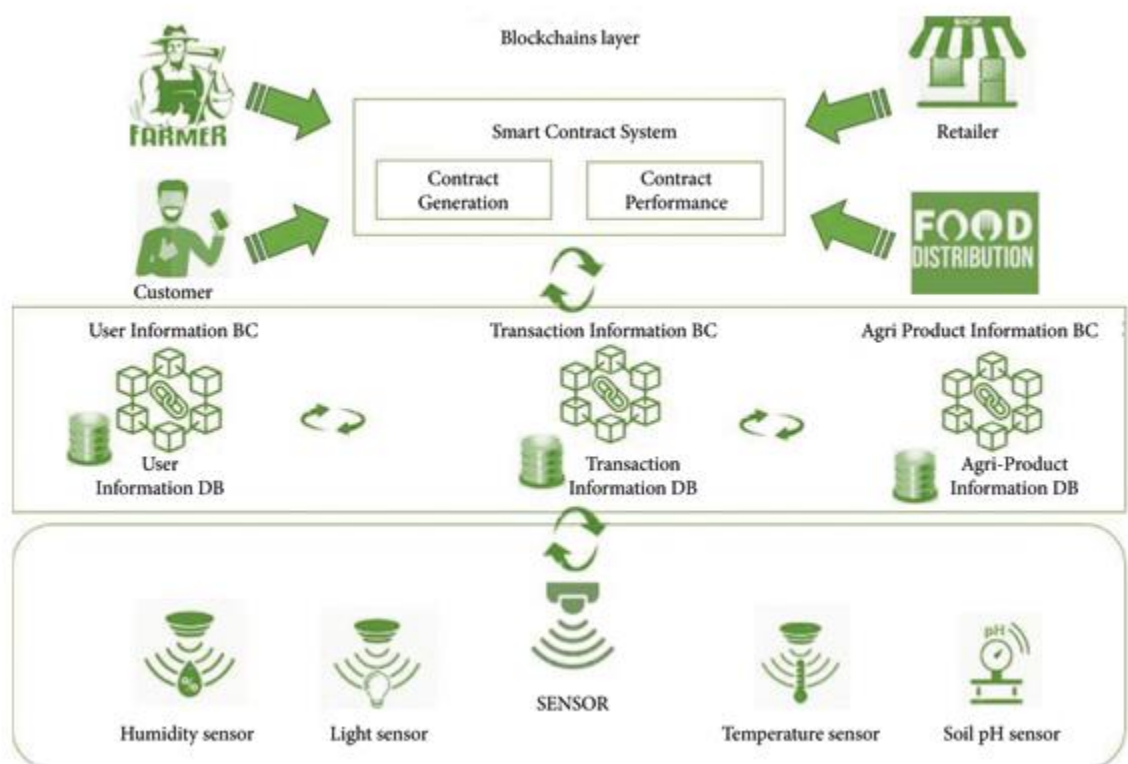 Blockchains layer
SHOP
FARMER
Smart Contract System
Retailer
Contract
Generation
Contract
Performance
FOOD
DISTRIBUTION
Customer
User Information BC
Transaction Information BC
Agri Product Information BC
User
Information DB
Transaction
Information DB
Agri-Product
Information DB
pH
%
SENSOR
Humidity sensor
Light sensor
Temperature sensor
Soil pH sensor